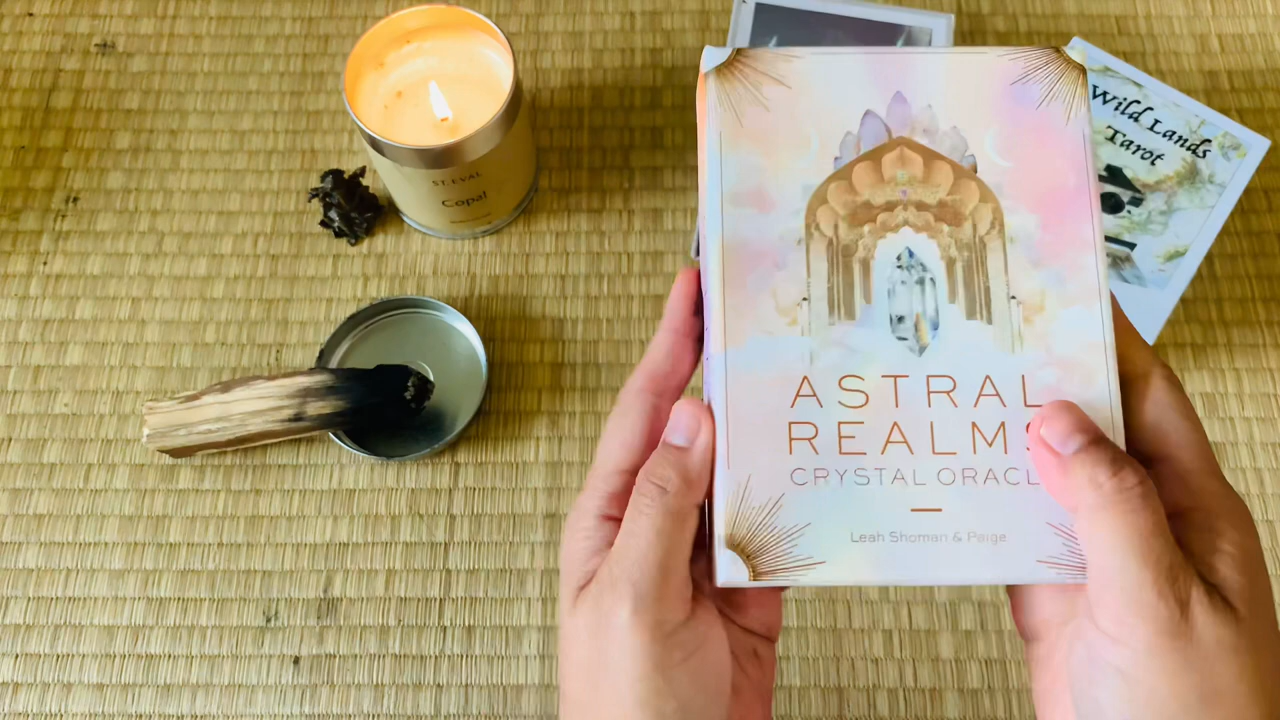 ST. EVAL
Copal
Wild Lands
Tarot
ASTRAL
REALMS
CRYSTAL ORACL
Leah Shoman & Paige